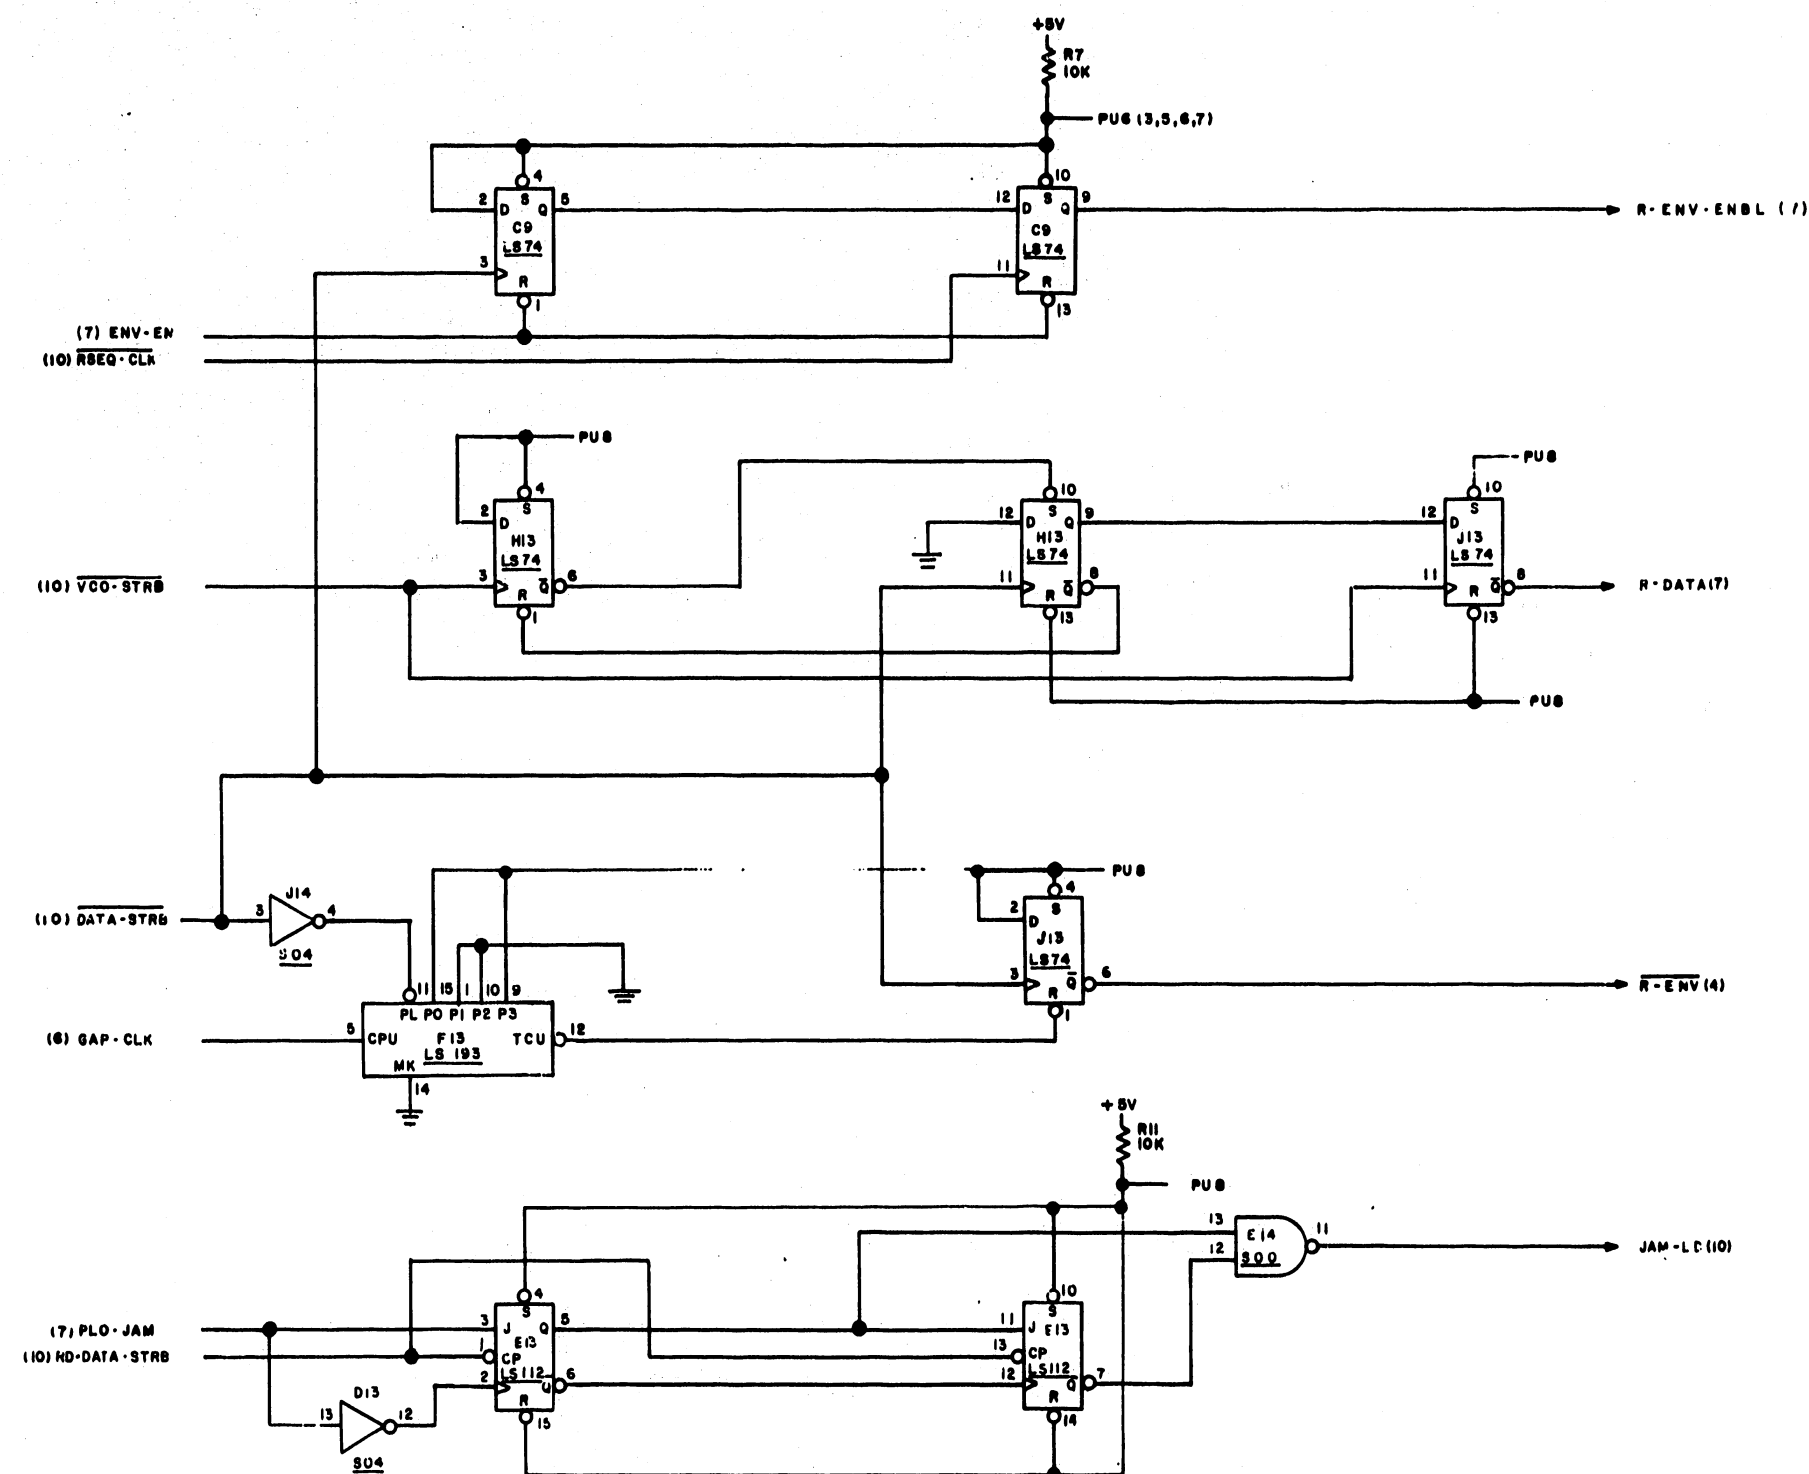 +5V
R7
10K
PU6 (3,5,6,7)
4
2 D S Q 5
C9
LS74
3
R
1
10
12 D S Q 9
C9
LS74
11
R
13
R-ENV-ENBL
(7) ENV-EN
(10) RSEQ-CLK
PU8
4
2 D S
H13
LS74
3 R Q 6
1
10
12 D S Q 9
H13
LS74
11 R Q 8
13
PU8
10
12 D S
J13
LS74
11 R Q 8
13
R-DATA(7)
(10) VCO-STRB
PU8
J14
(10) DATA-STRB 3 4
S04
11 15 1 10 9
PL P0 P1 P2 P3
(6) GAP-CLK 5 CPU F13 TCU 12
LS 193
MK
14
PU8
4
2 D S
J13
LS74
3 R Q 6
1
R-ENV(4)
+5V
R11
10K
PU8
13
E14 11
12 S00
JAM-LD(10)
4
(7) PLO-JAM 3 J S Q 5
E13
(10) RD-DATA-STRB 1 CP
LS112
2 Q 6
R
15
10
11 J S E13
13 CP
LS112
12 Q 7
R
14
D13
13 12
S04